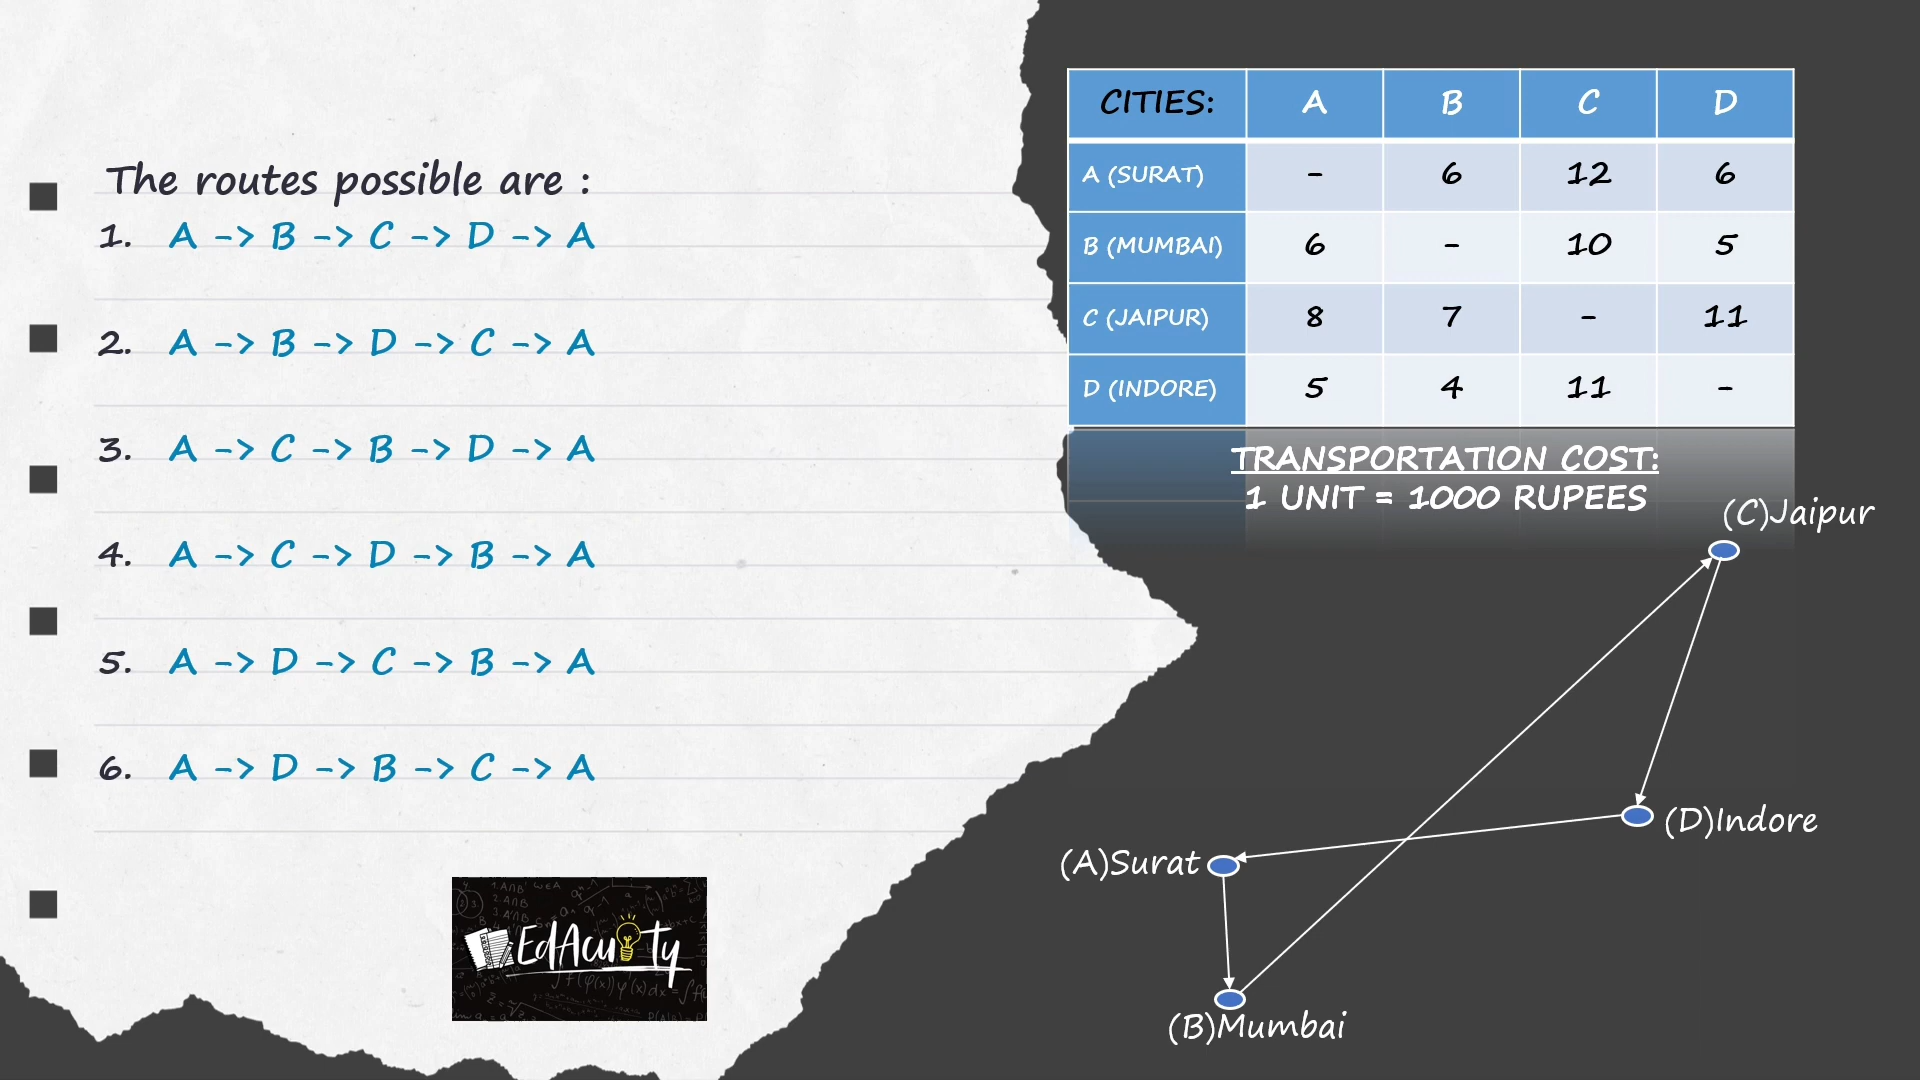 The routes possible are :
1. A -> B -> C -> D -> A
2. A -> B -> D -> C -> A
3. A -> C -> B -> D -> A
4. A -> C -> D -> B -> A
5. A -> D -> C -> B -> A
6. A -> D -> B -> C -> A
EdAcuity
CITIES: A B C D
A (SURAT) - 6 12 6
B (MUMBAI) 6 - 10 5
C (JAIPUR) 8 7 - 11
D (INDORE) 5 4 11 -
TRANSPORTATION COST:
1 UNIT = 1000 RUPEES
(C)Jaipur
(D)Indore
(A)Surat
(B)Mumbai